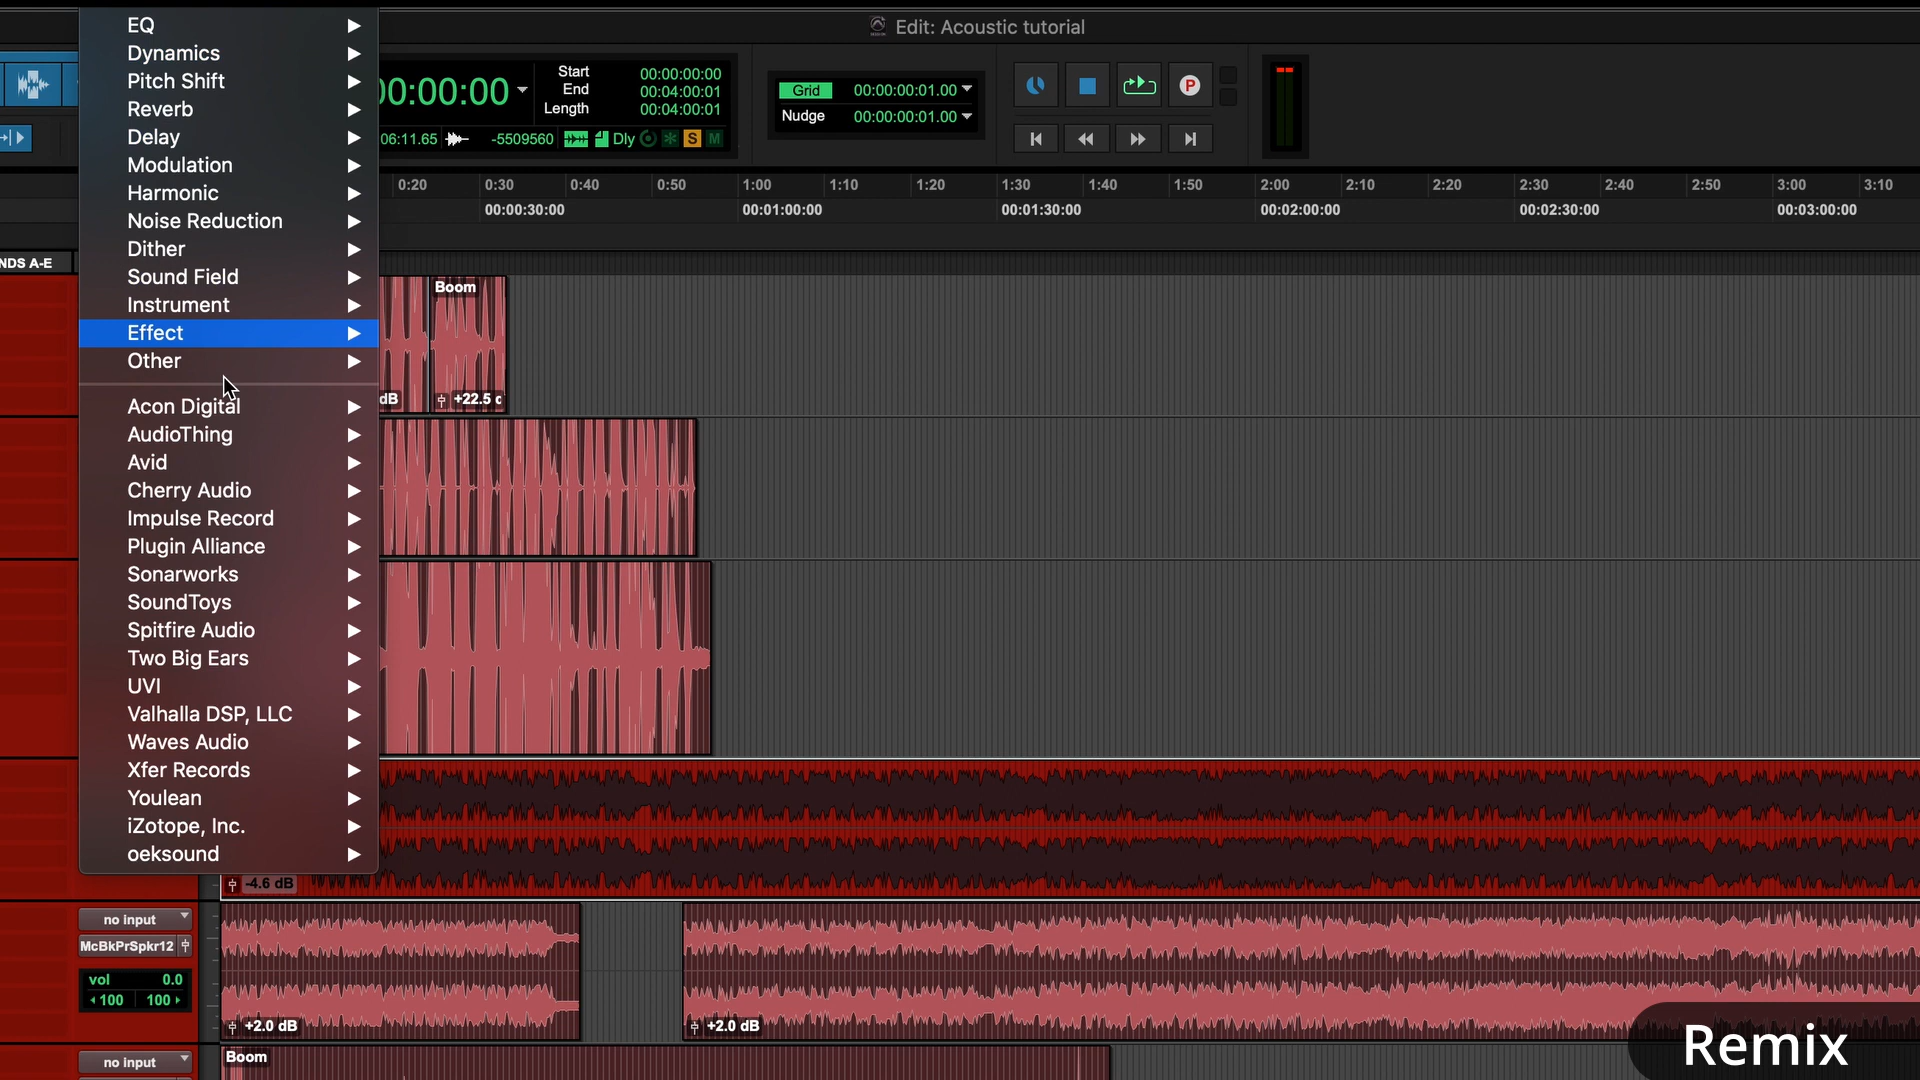 Edit: Acoustic tutorial
EQ
Dynamics
Pitch Shift
Reverb
Delay
Modulation
Harmonic
Noise Reduction
Dither
Sound Field
Instrument
Effect
Other
Acon Digital
AudioThing
Avid
Cherry Audio
Impulse Record
Plugin Alliance
Sonarworks
SoundToys
Spitfire Audio
Two Big Ears
UVI
Valhalla DSP, LLC
Waves Audio
Xfer Records
Youlean
iZotope, Inc.
oeksound
00:00:00
Start 00:00:00:00
End 00:04:00:01
Length 00:04:00:01
06:11.65 -5509560 Dly S M
Grid 00:00:00:01.00
Nudge 00:00:00:01.00
P
0:20 0:30 0:40 0:50 1:00 1:10 1:20 1:30 1:40 1:50 2:00 2:10 2:20 2:30 2:40 2:50 3:00 3:10
00:00:30:00 00:01:00:00 00:01:30:00 00:02:00:00 00:02:30:00 00:03:00:00
NDS A-E
Boom
dB +22.5 d
-4.6 dB
no input
McBkPrSpkr12
vol 0.0
100 100
+2.0 dB +2.0 dB
no input
Boom
Remix